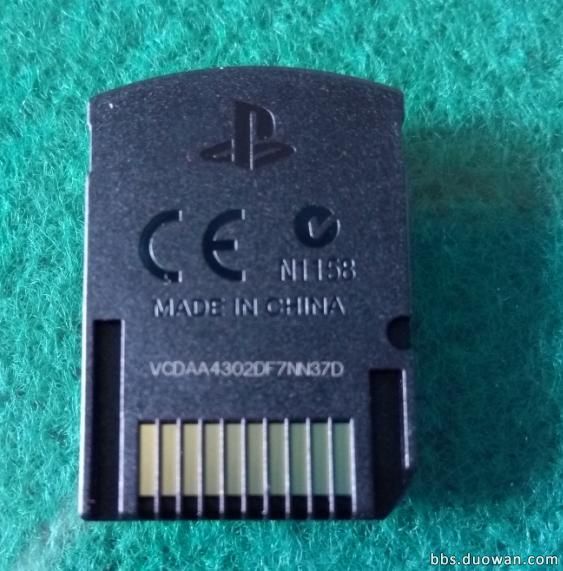 CE
N1158
MADE IN CHINA
VCDAA4302DF7NN37D
bbs.duowan.com